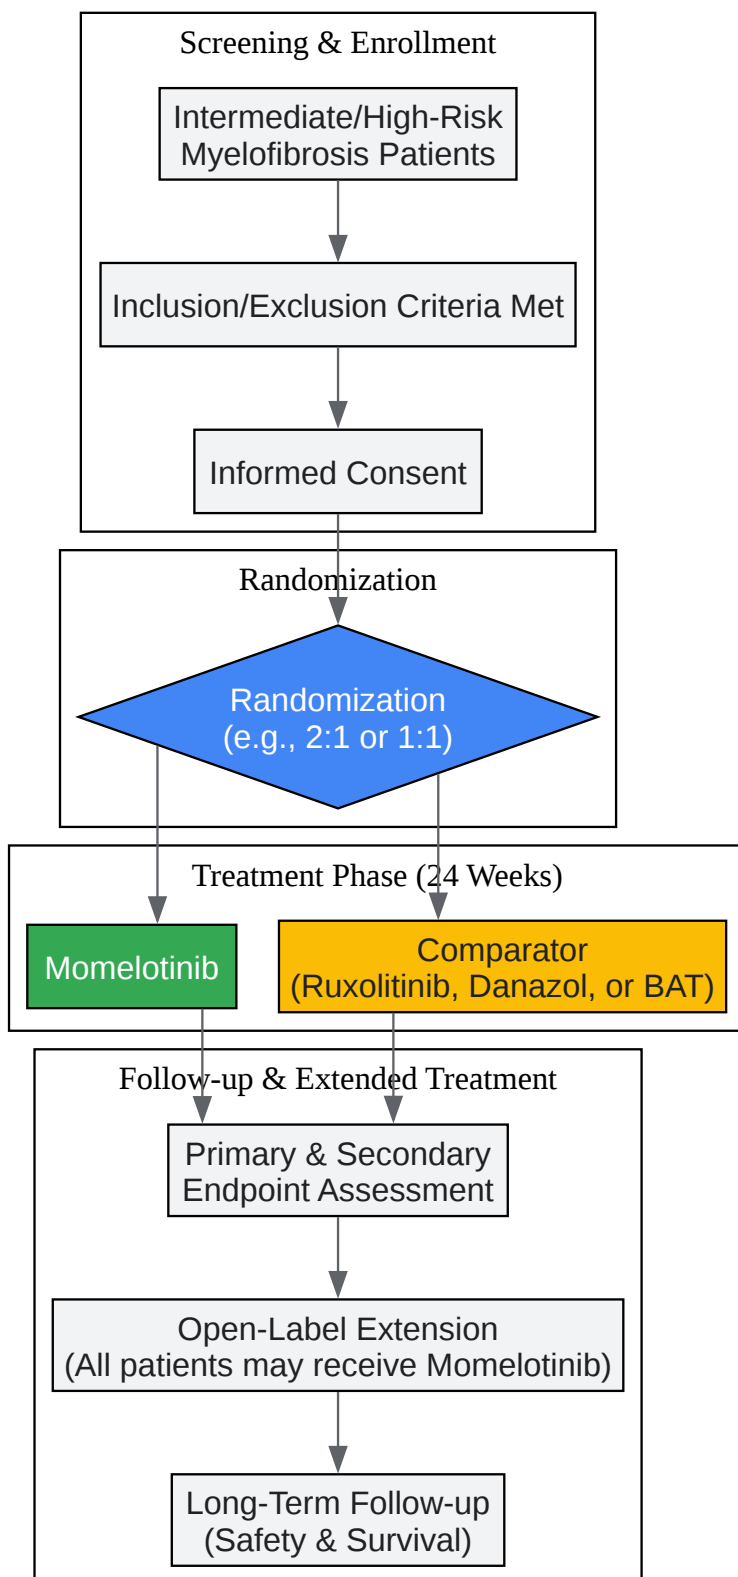 Screening & Enrollment
Intermediate/High-Risk
Myelofibrosis Patients
Inclusion/Exclusion Criteria Met
Informed Consent
Randomization
Randomization
(e.g., 2:1 or 1:1)
Treatment Phase (24 Weeks)
Momelotinib
Comparator
(Ruxolitinib, Danazol, or BAT)
Follow-up & Extended Treatment
Primary & Secondary
Endpoint Assessment
Open-Label Extension
(All patients may receive Momelotinib)
Long-Term Follow-up
(Safety & Survival)